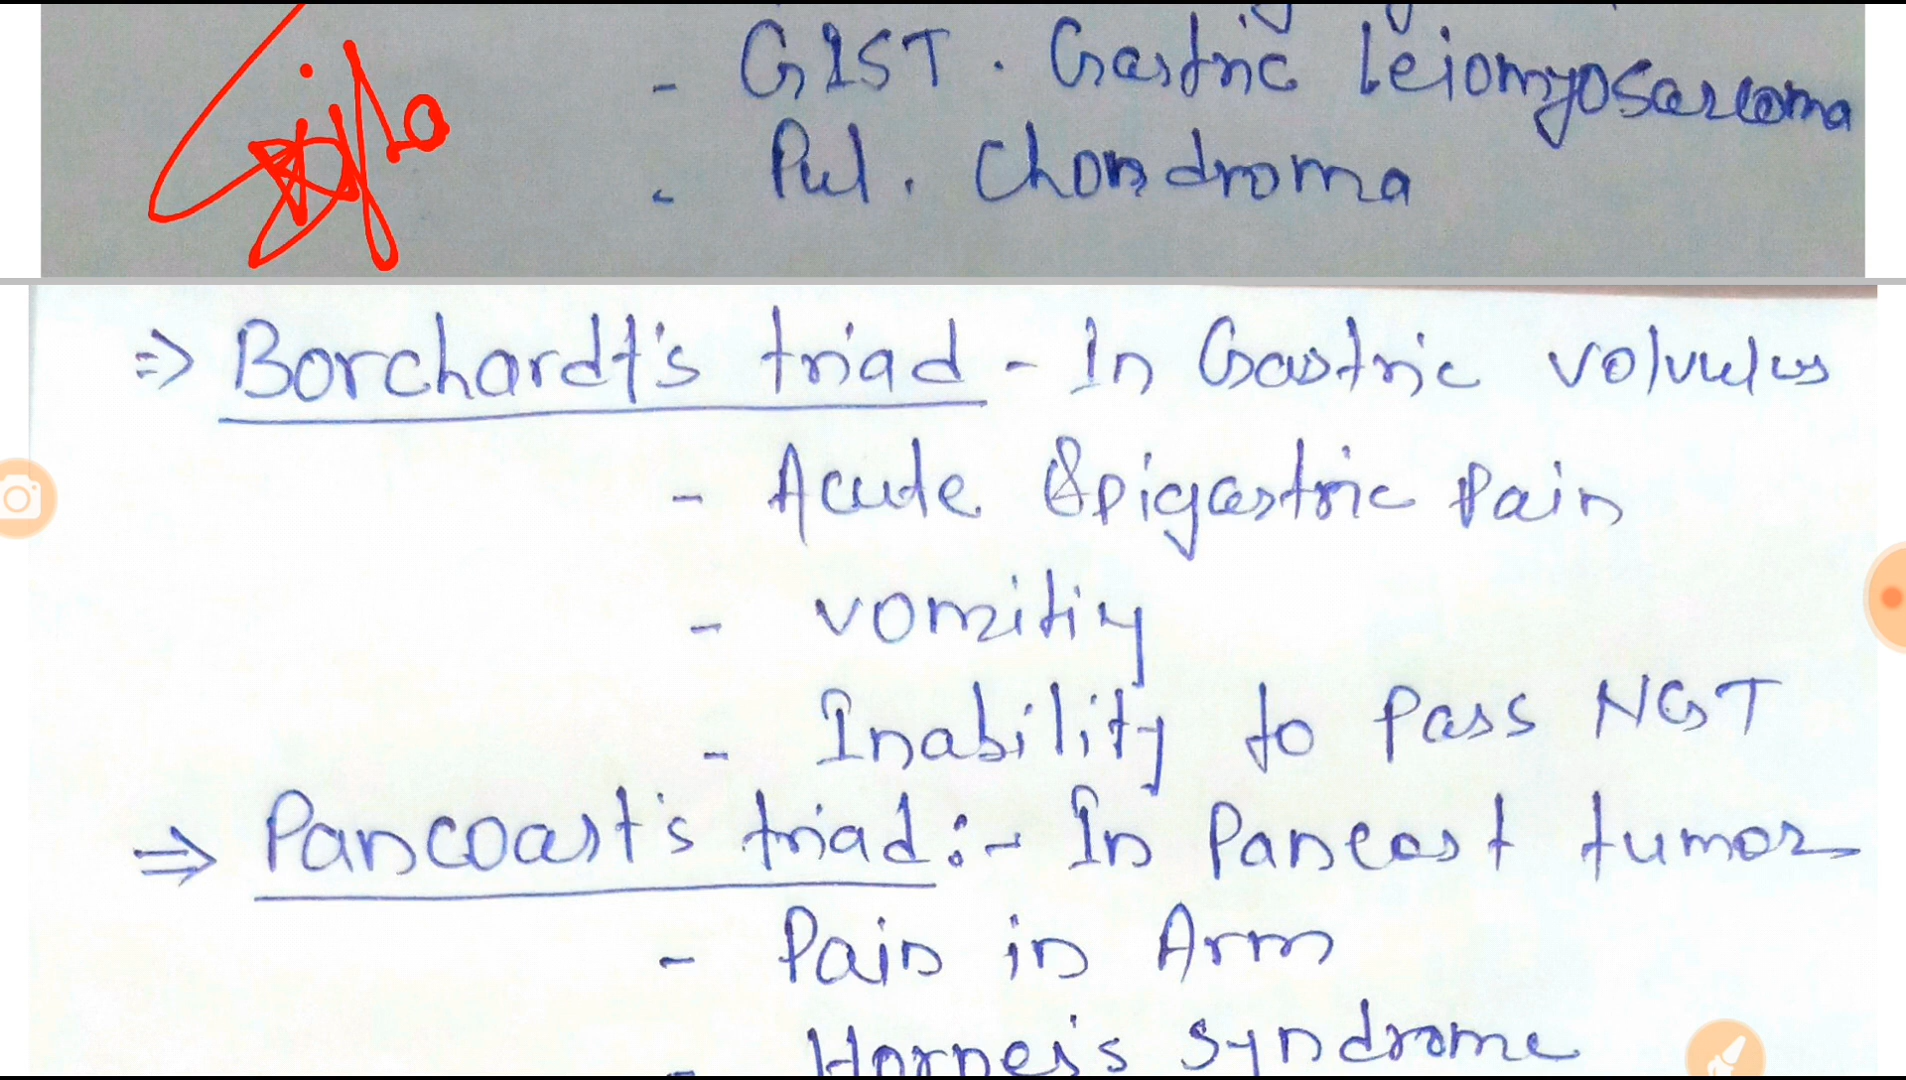 - GIST. Gastric leiomyosarcoma
- Pul. Chondroma
⇒ Borchardt's triad - In Gastric volvulus
- Acute Epigastric Pain
- vomiting
- Inability to Pass NGT
⇒ Pancoast's triad :- In Pancost tumor
- Pain in Arm
- Horner's syndrome